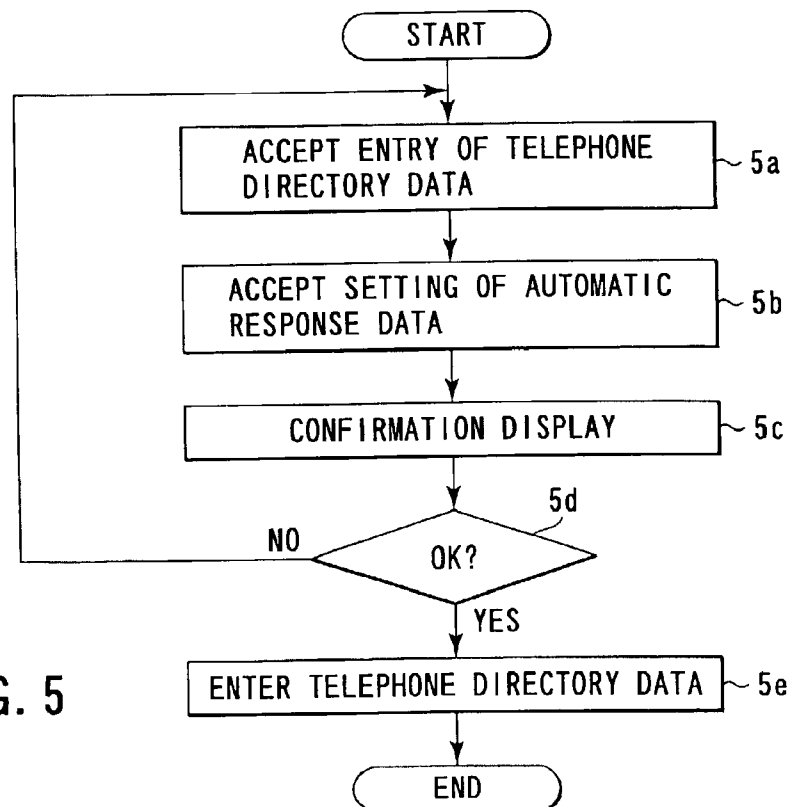 START
ACCEPT ENTRY OF TELEPHONE
DIRECTORY DATA
5a
ACCEPT SETTING OF AUTOMATIC
RESPONSE DATA
5b
CONFIRMATION DISPLAY
5c
5d
NO
OK?
YES
G. 5
ENTER TELEPHONE DIRECTORY DATA
5e
END